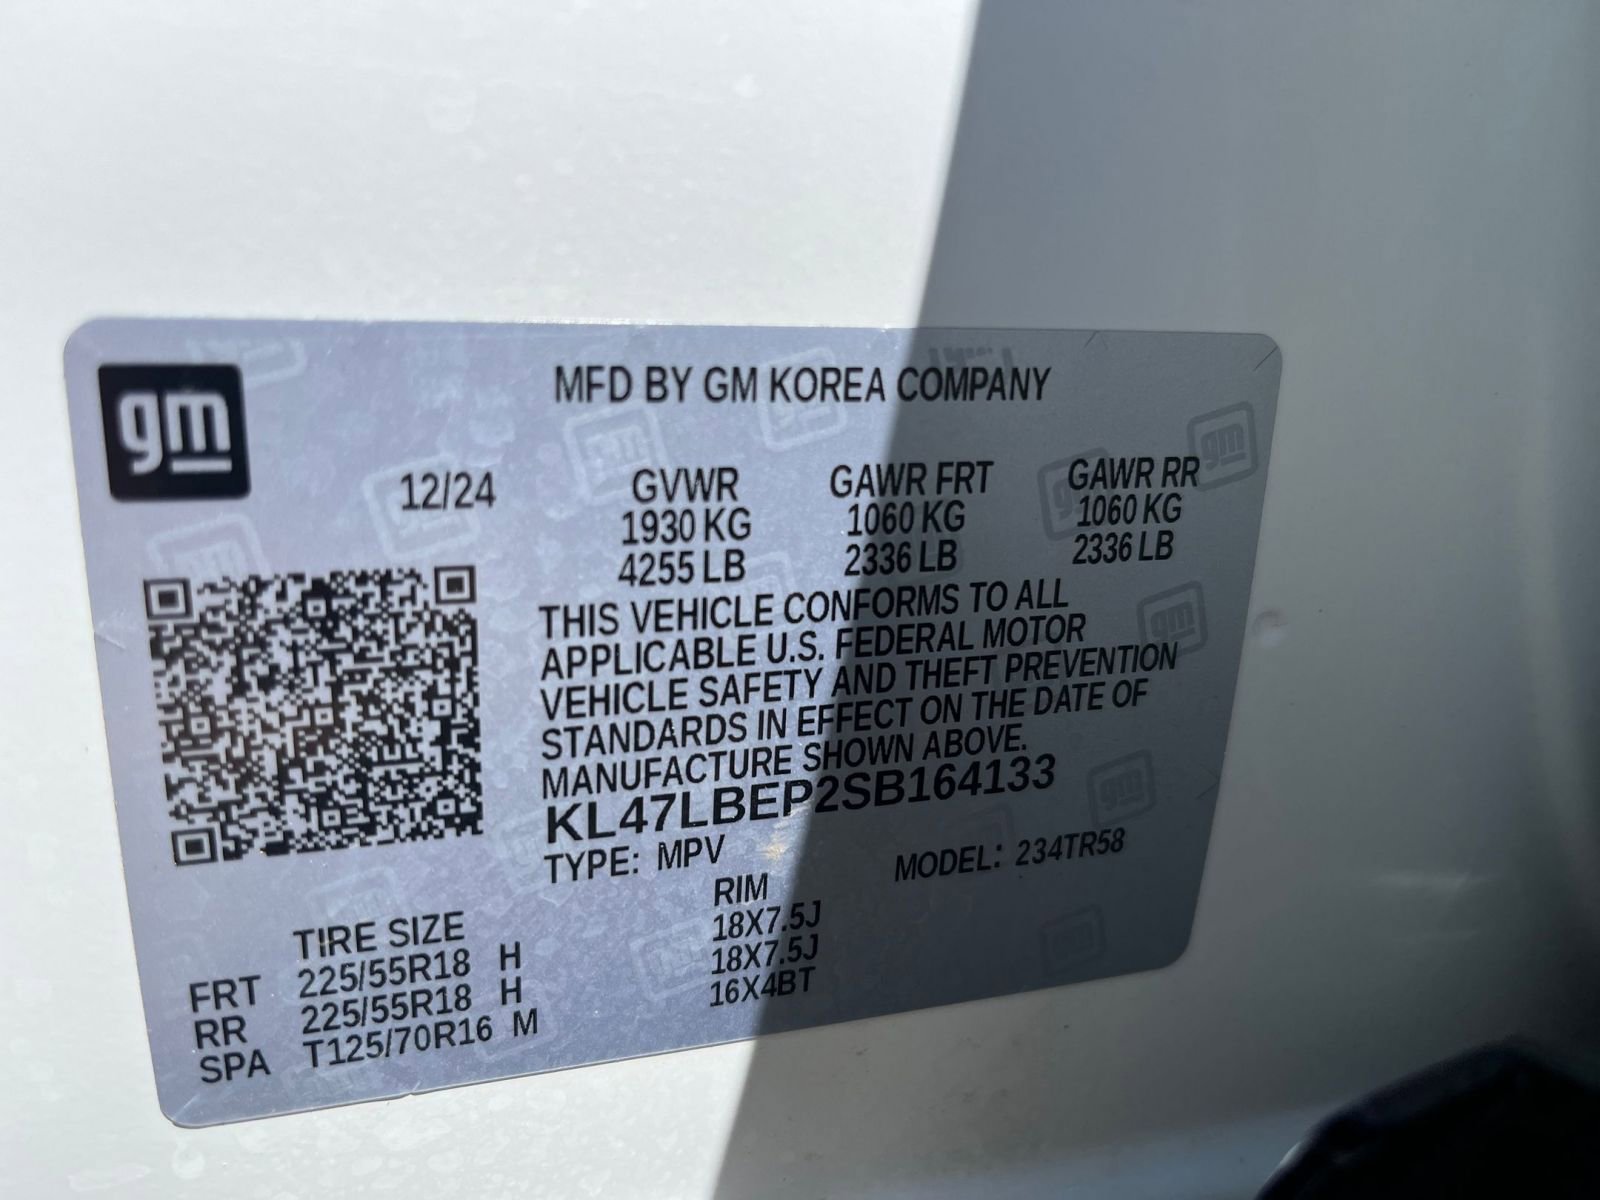 gm
MFD BY GM KOREA COMPANY
12/24 GVWR GAWR FRT GAWR RR
1930 KG 1060 KG 1060 KG
4255 LB 2336 LB 2336 LB
THIS VEHICLE CONFORMS TO ALL
APPLICABLE U.S. FEDERAL MOTOR
VEHICLE SAFETY AND THEFT PREVENTION
STANDARDS IN EFFECT ON THE DATE OF
MANUFACTURE SHOWN ABOVE.
KL47LBEP2SB164133
TYPE: MPV MODEL: 234TR58
TIRE SIZE RIM
FRT 225/55R18 H 18X7.5J
RR 225/55R18 H 18X7.5J
SPA T125/70R16 M 16X4BT